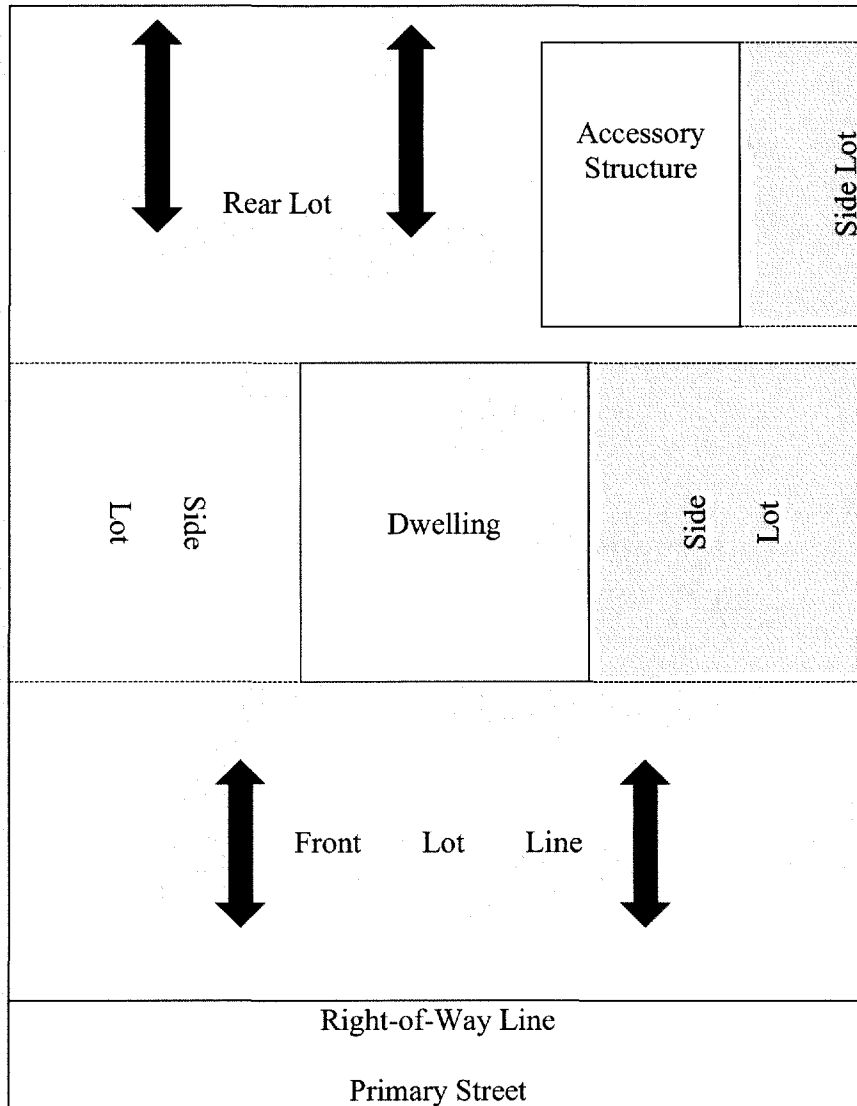 Accessory
Structure
Side Lot
Rear Lot
Side
Lot
Dwelling
Side
Lot
Front Lot Line
Right-of-Way Line
Primary Street